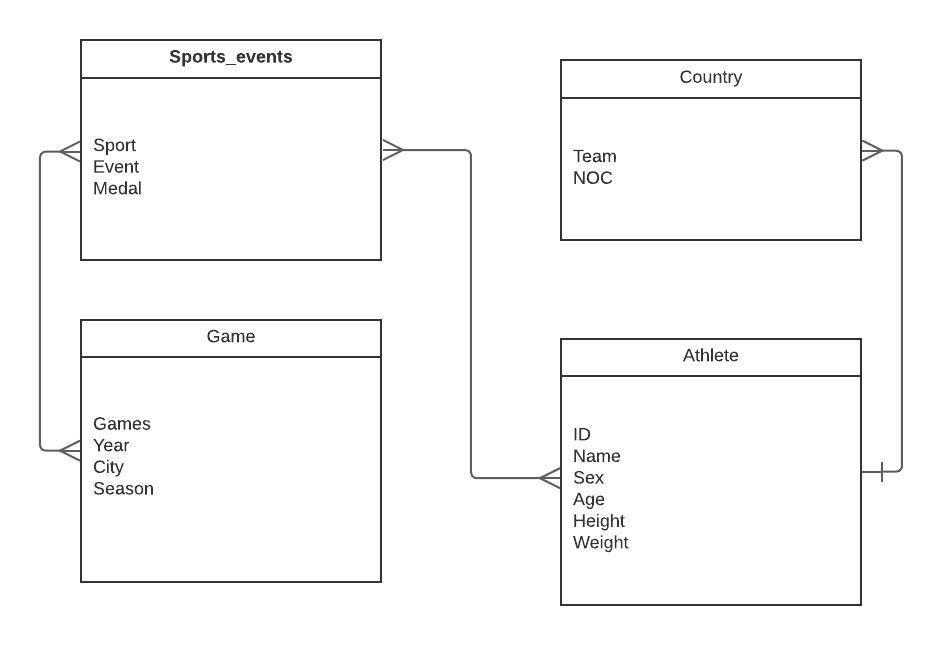 Sports_events
Sport
Event
Medal
Country
Team
NOC
Game
Games
Year
City
Season
Athlete
ID
Name
Sex
Age
Height
Weight